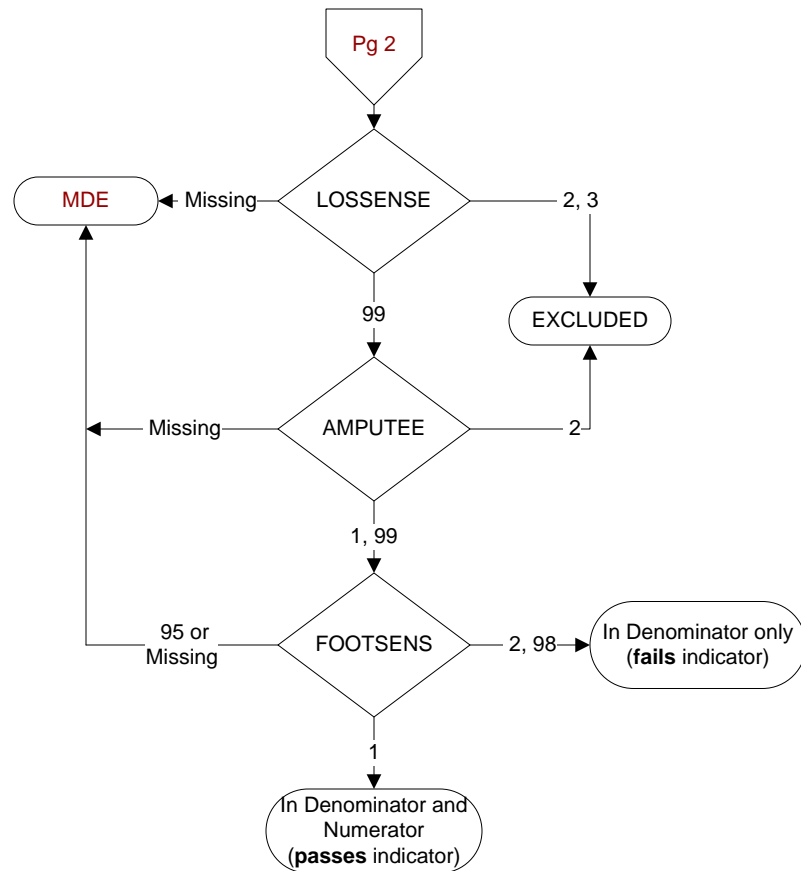 Pg 2
MDE
Missing
LOSSENSE
2, 3
99
EXCLUDED
Missing
AMPUTEE
2
1, 99
95 or
Missing
FOOTSENS
2, 98
In Denominator only
(fails indicator)
1
In Denominator and
Numerator
(passes indicator)